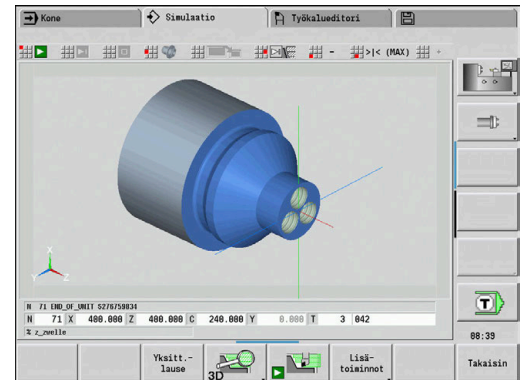 Kone Simulaatio Työkalueditori
- >|< (MAX) +
X
Y Z
N 71 END_OF_UNIT S276759034
N 71 X 400.000 Z 400.000 C 240.000 Y 0.000 T 3 042
% z_zwelle
T
08:39
Yksitt.-
lause
3D
Lisä-
toiminnot
Takaisin